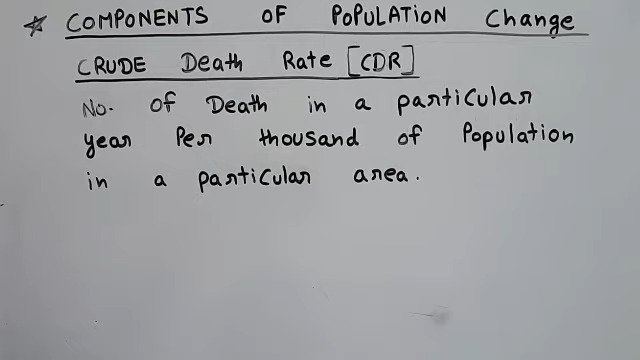 ☆ COMPONENTS OF POPULATION Change
CRUDE Death Rate [CDR]
No. of Death in a particular
year Per thousand of Population
in a particular area.